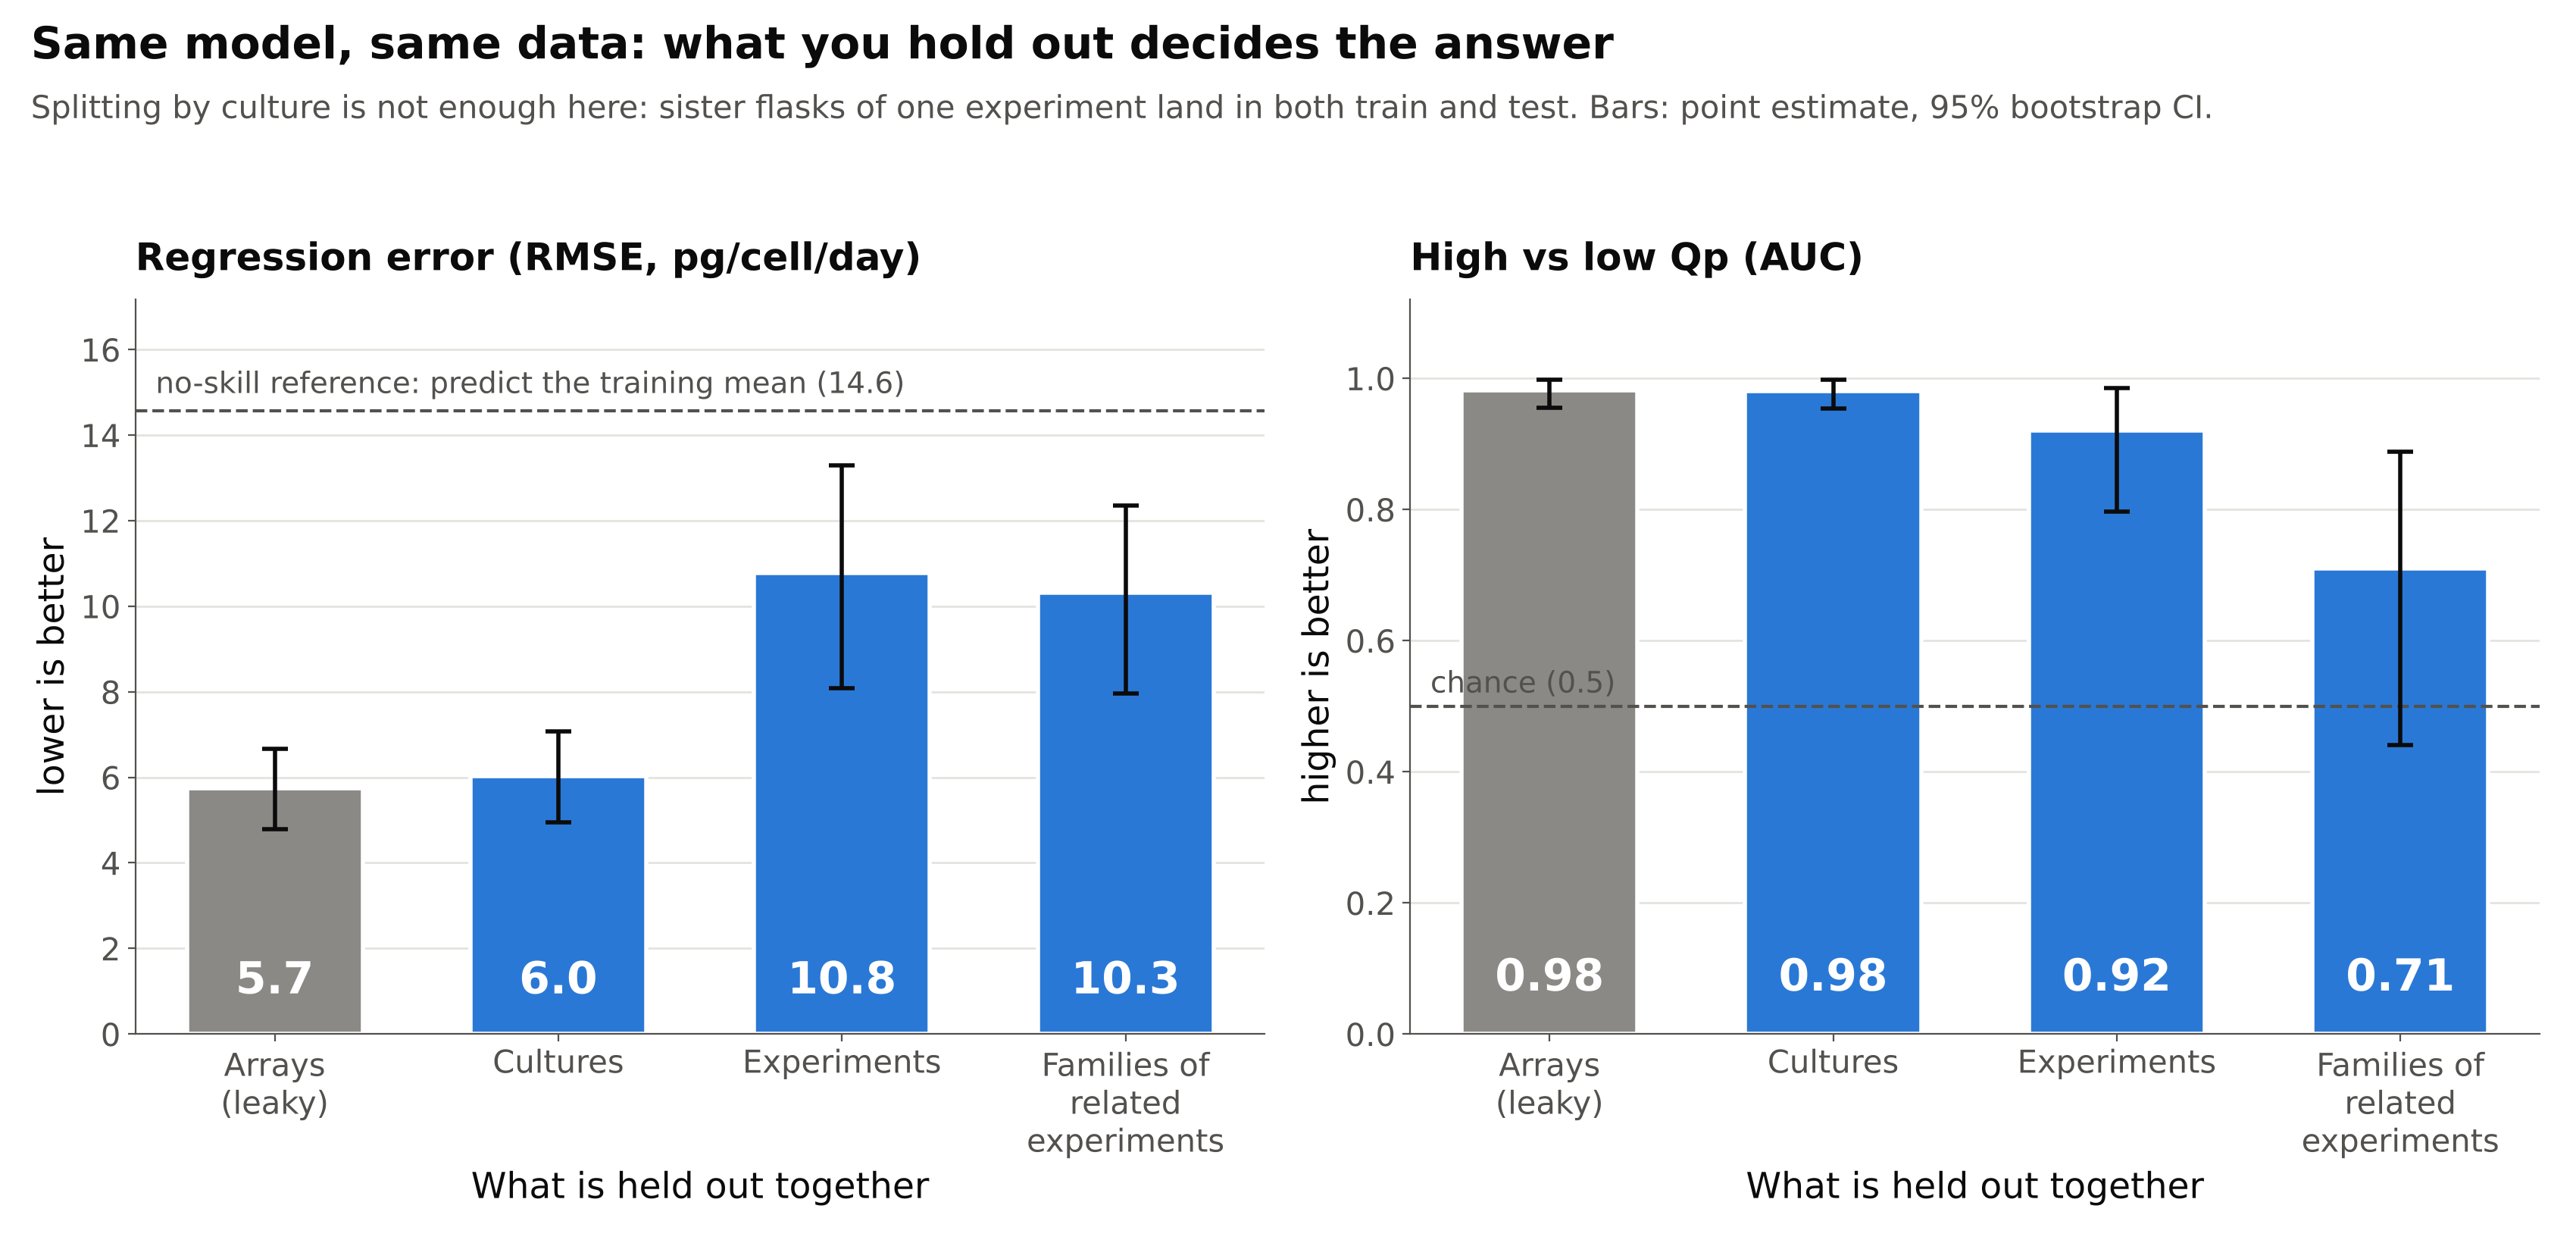 Same model, same data: what you hold out decides the answer
Splitting by culture is not enough here: sister flasks of one experiment land in both train and test. Bars: point estimate, 95% bootstrap CI.
Regression error (RMSE, pg/cell/day)
lower is better
16
14
12
10
8
6
4
2
0
no-skill reference: predict the training mean (14.6)
5.7
6.0
10.8
10.3
Arrays
(leaky)
Cultures
Experiments
Families of
related
experiments
What is held out together
High vs low Qp (AUC)
higher is better
1.0
0.8
0.6
0.4
0.2
0.0
chance (0.5)
0.98
0.98
0.92
0.71
Arrays
(leaky)
Cultures
Experiments
Families of
related
experiments
What is held out together